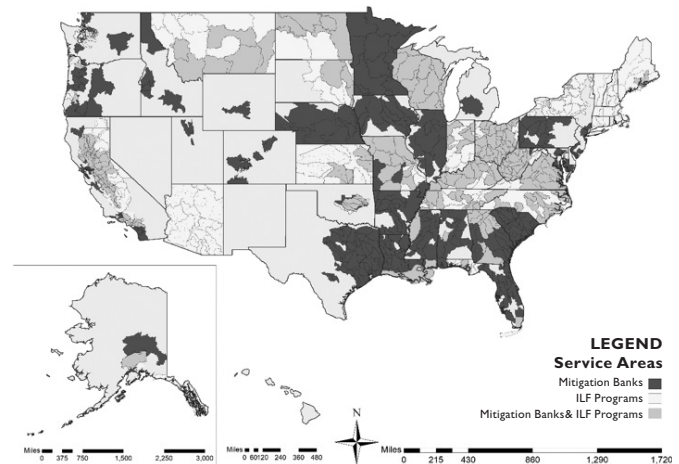 LEGEND
Service Areas
Mitigation Banks
ILF Programs
Mitigation Banks& ILF Programs
N
Miles
0 375 750 1,500 2,250 3,000
Miles
0 60120 240 360 480
Miles
0 215 430 860 1,290 1,720